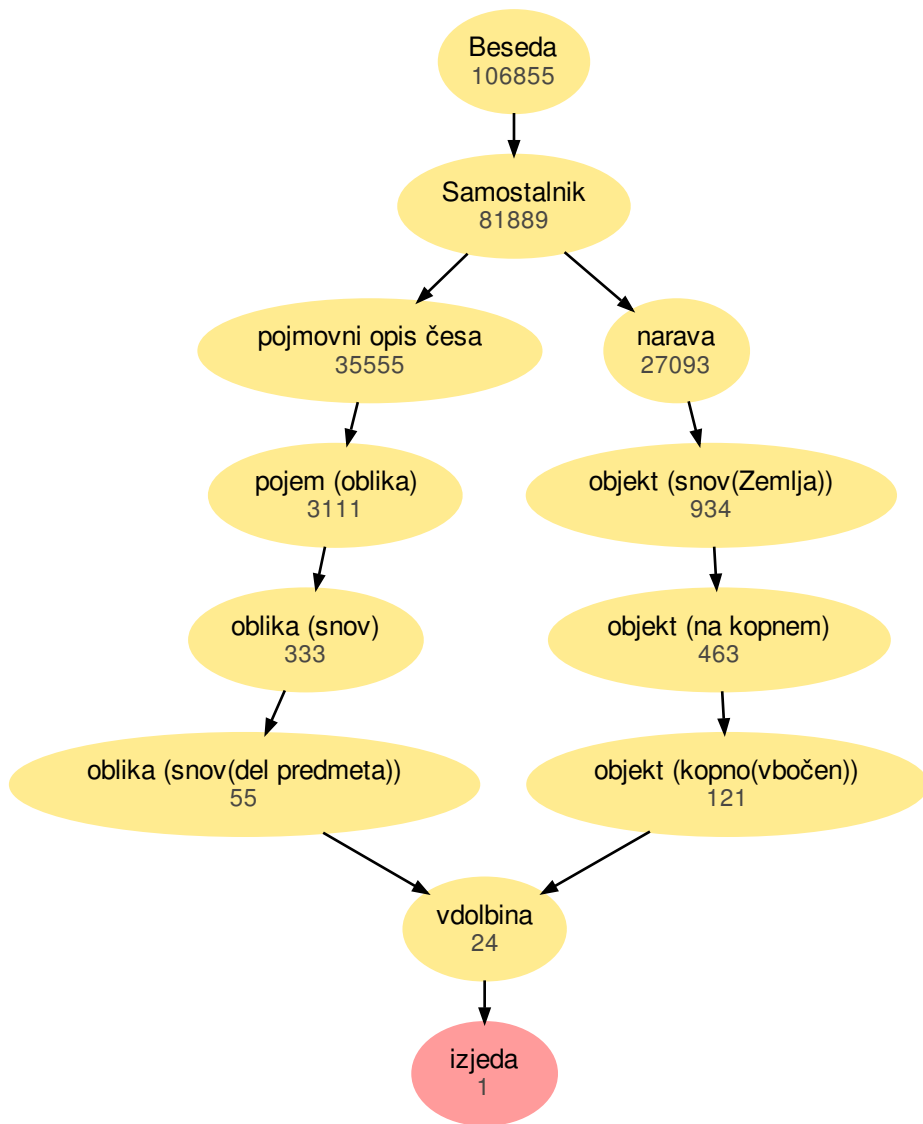 Beseda
106855
Samostalnik
81889
pojmovni opis česa
35555
narava
27093
pojem (oblika)
3111
objekt (snov(Zemlja))
934
oblika (snov)
333
objekt (na kopnem)
463
oblika (snov(del predmeta))
55
objekt (kopno(vbočen))
121
vdolbina
24
izjeda
1